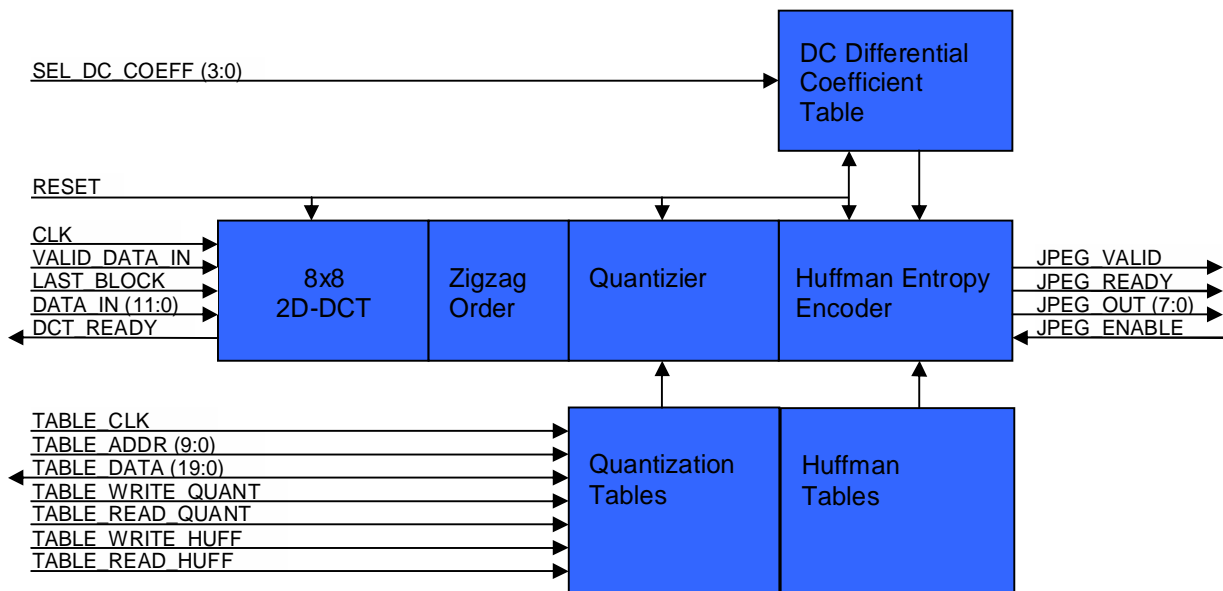 DC Differential
Coefficient
Table
SEL_DC_COEFF (3:0)
RESET
CLK
VALID_DATA_IN
LAST_BLOCK
DATA_IN (11:0)
DCT_READY
8x8
2D-DCT
Zigzag
Order
Quantizier
Huffman Entropy
Encoder
JPEG_VALID
JPEG_READY
JPEG_OUT (7:0)
JPEG_ENABLE
TABLE_CLK
TABLE_ADDR (9:0)
TABLE_DATA (19:0)
TABLE_WRITE_QUANT
TABLE_READ_QUANT
TABLE_WRITE_HUFF
TABLE_READ_HUFF
Quantization
Tables
Huffman
Tables